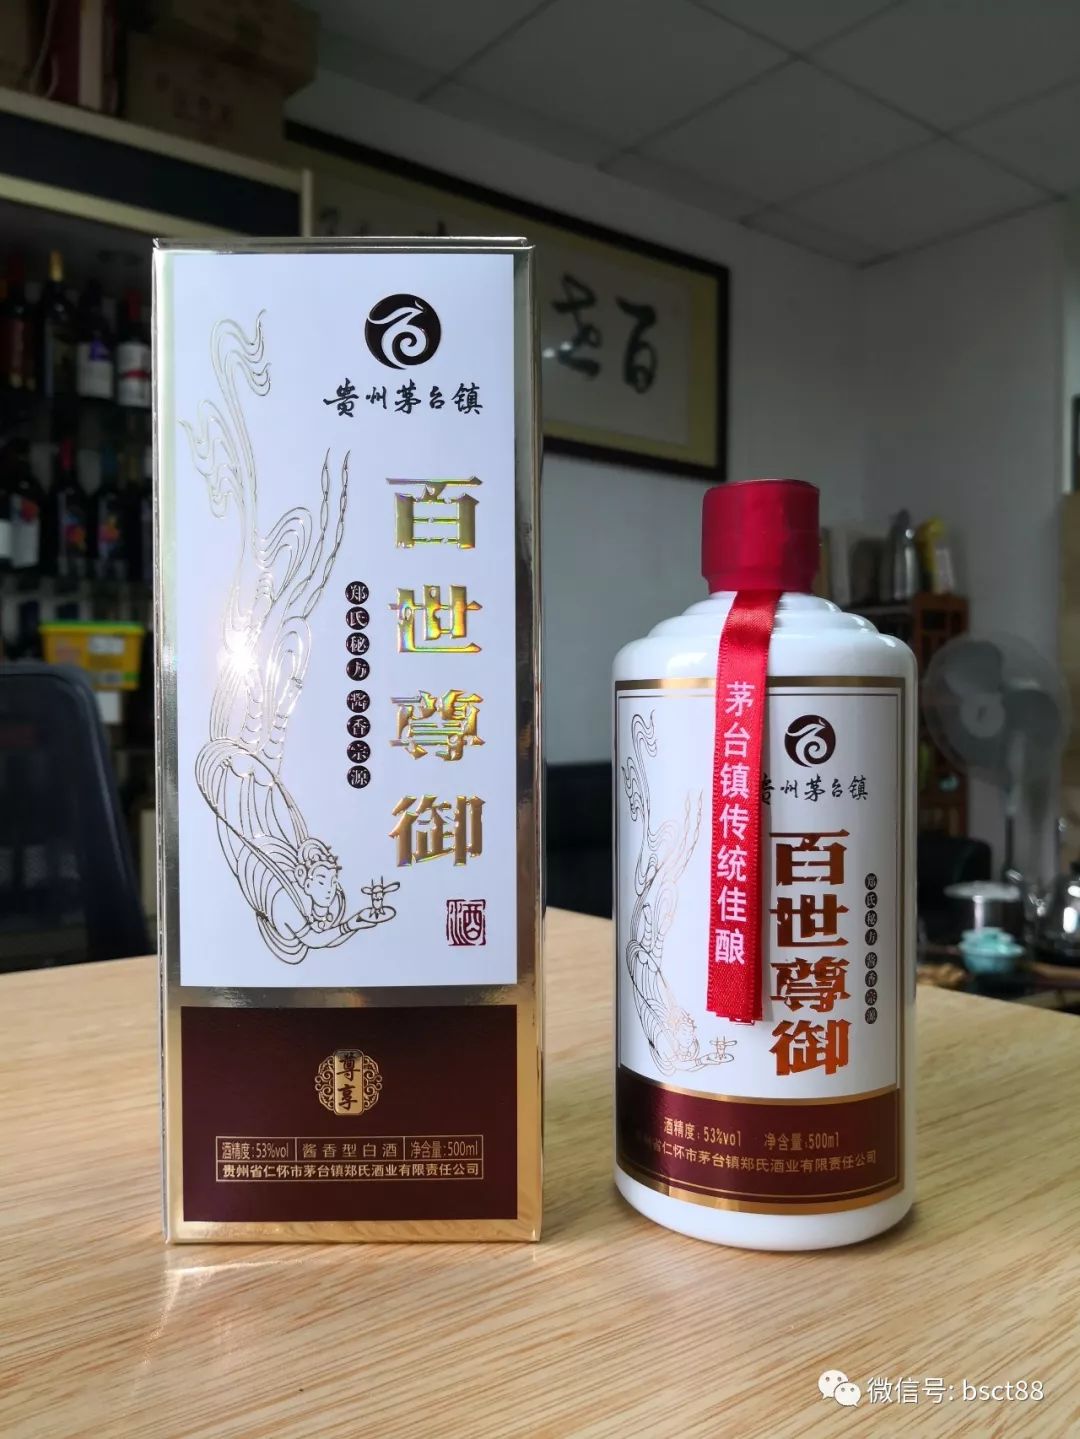 百世
贵州茅台镇
百世尊御
郑氏秘方 酱香宗源
酒
尊享
酒精度:53%vol 酱香型白酒 净含量:500ml
贵州省仁怀市茅台镇郑氏酒业有限责任公司
茅台镇传统佳酿
贵州茅台镇
百世尊御
郑氏秘方 酱香宗源
酒精度:53%vol 净含量:500ml
贵州省仁怀市茅台镇郑氏酒业有限责任公司
微信号: bsct88